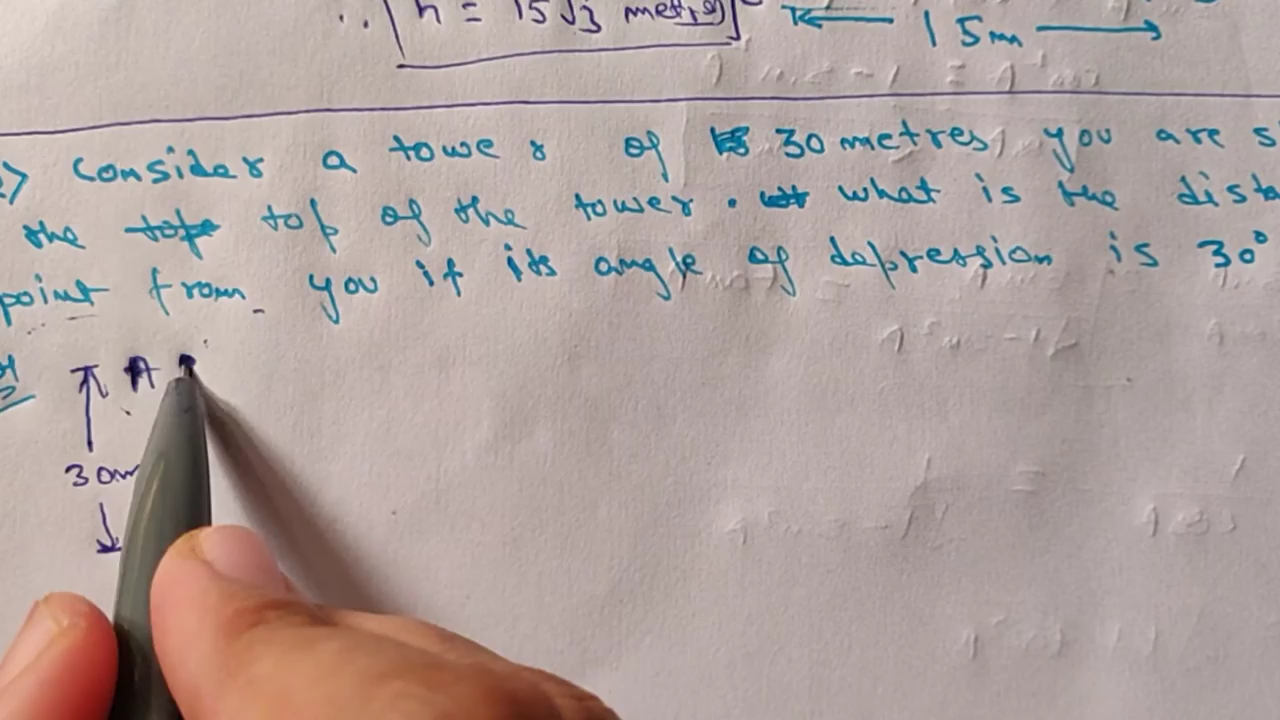 ∴ h = 15√3 metres
15m
Consider a tower of 30 metres, you are
the top of the tower. what is the
point from you if its angle of depression is 30°
A
30m